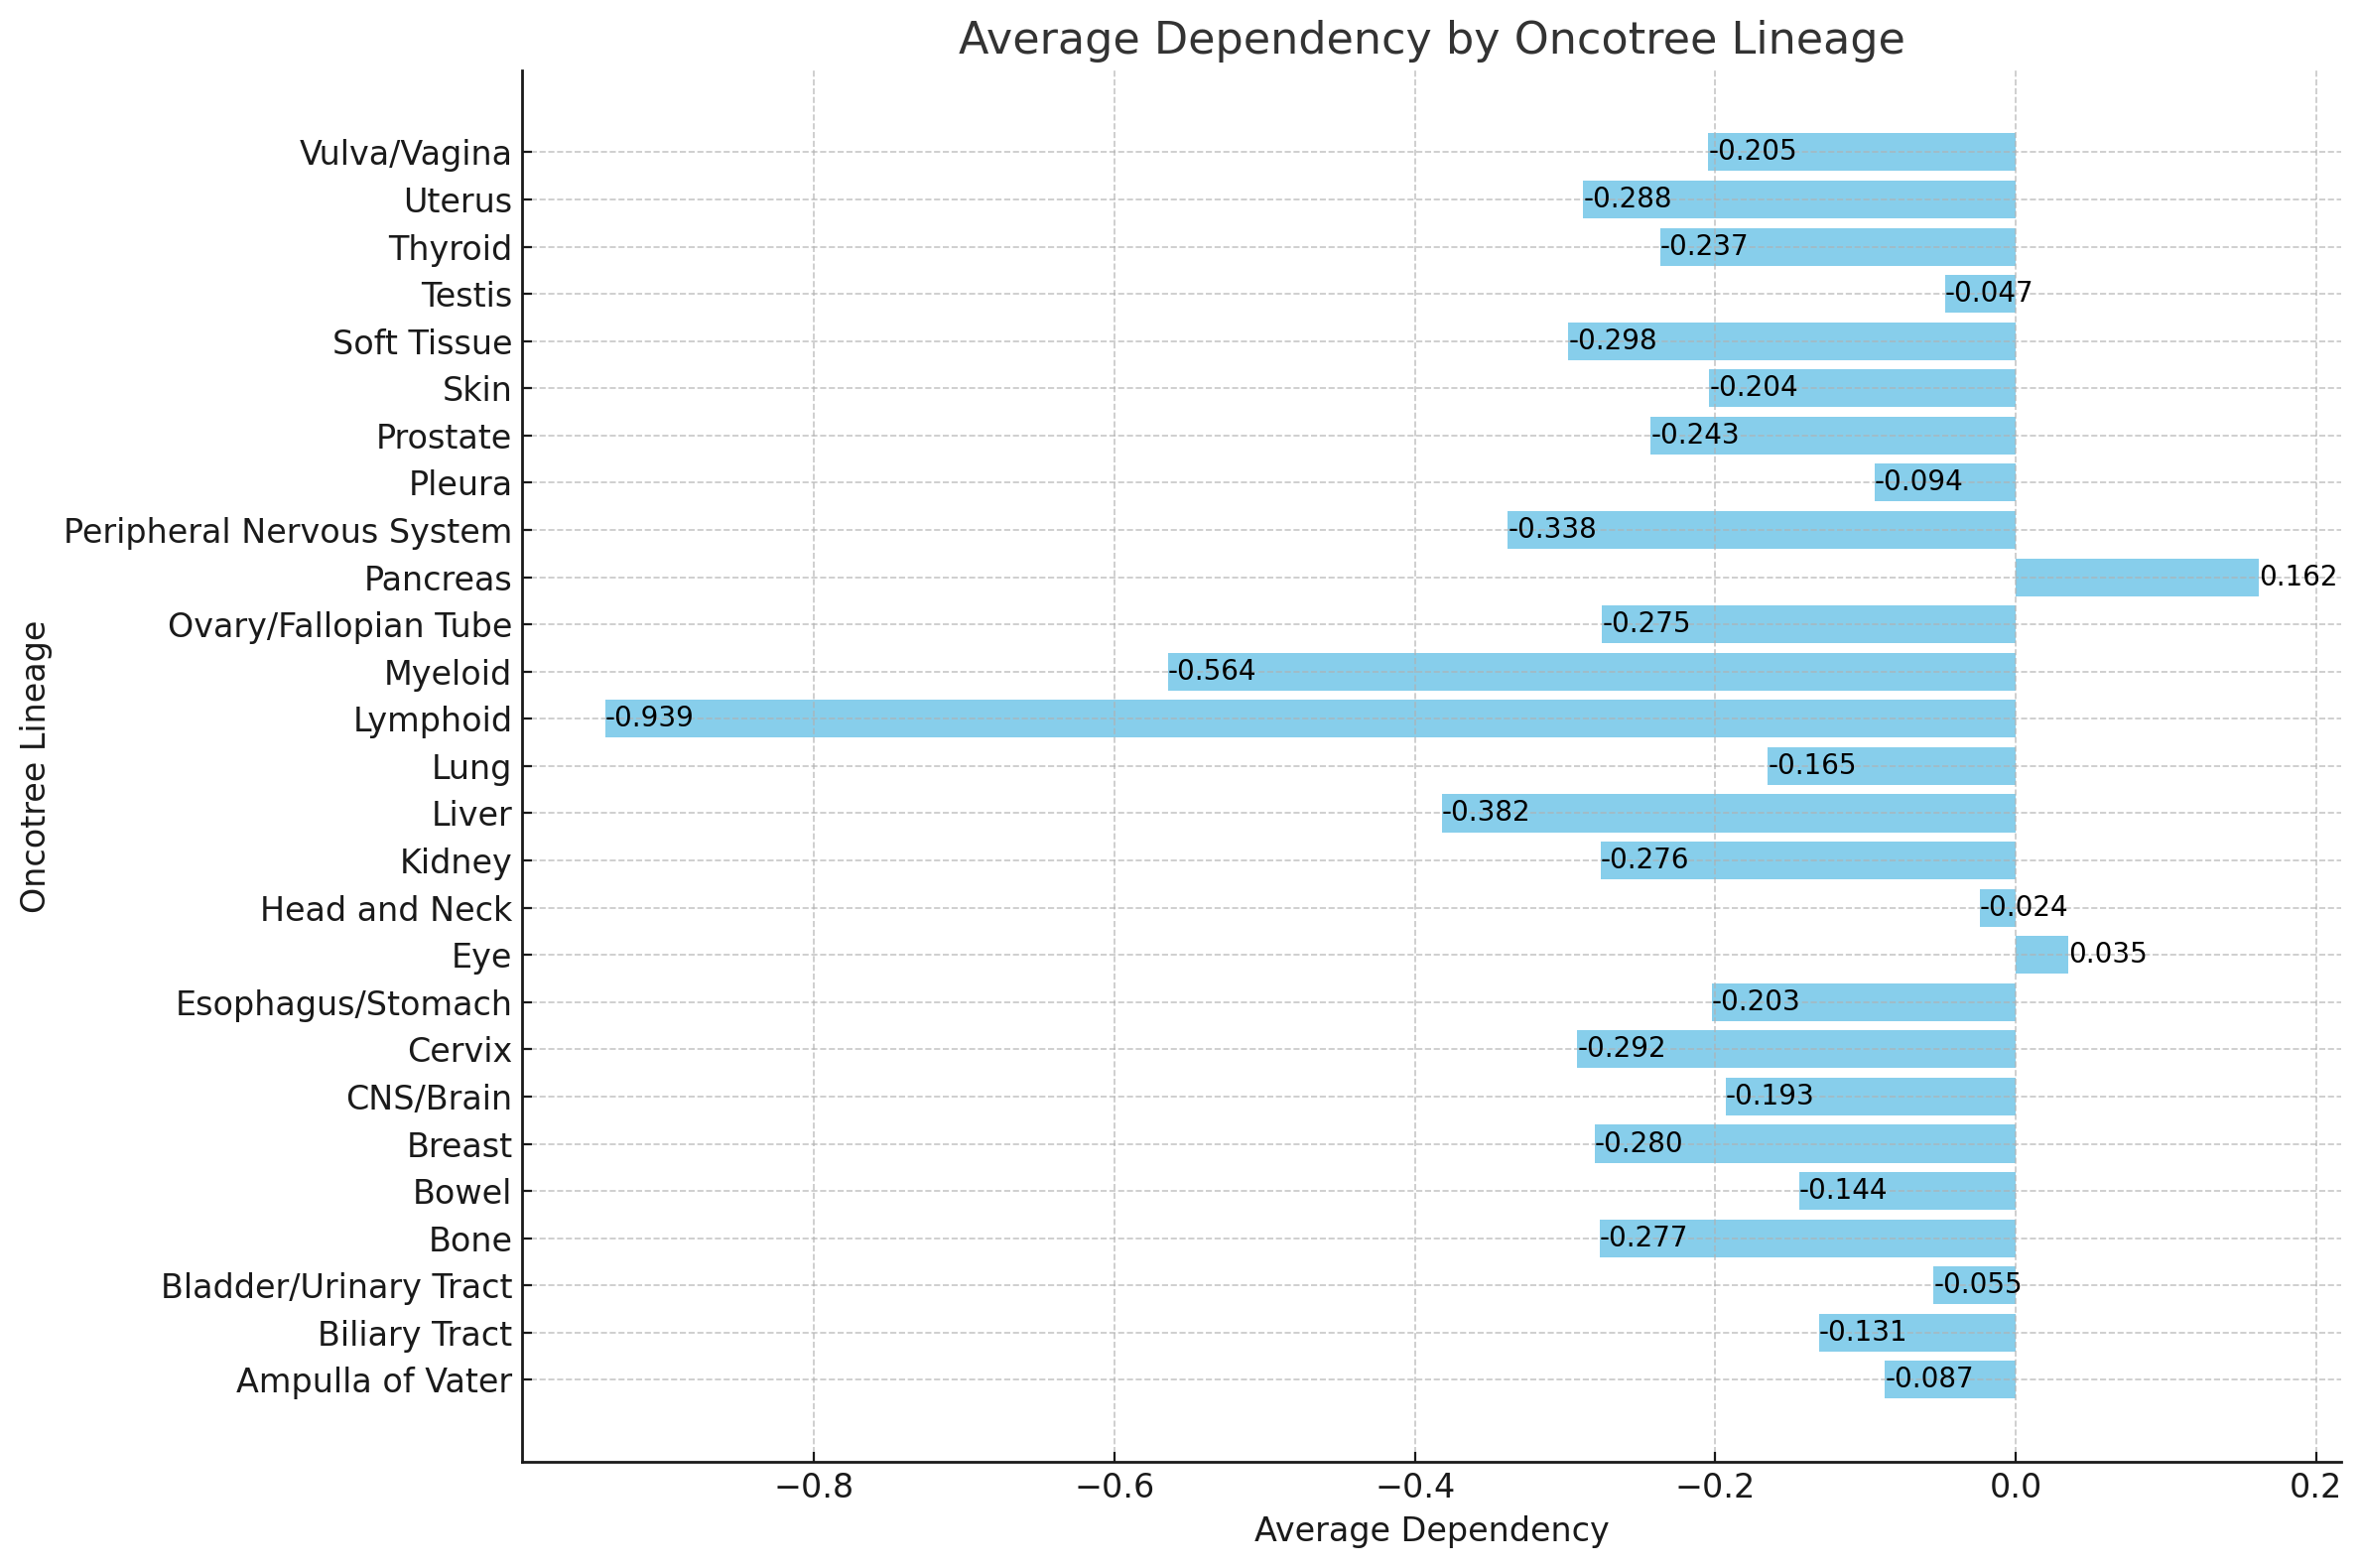 Average Dependency by Oncotree Lineage
Vulva/Vagina -0.205
Uterus -0.288
Thyroid -0.237
Testis -0.047
Soft Tissue -0.298
Skin -0.204
Prostate -0.243
Pleura -0.094
Peripheral Nervous System -0.338
Pancreas 0.162
Ovary/Fallopian Tube -0.275
Myeloid -0.564
Lymphoid -0.939
Lung -0.165
Liver -0.382
Kidney -0.276
Head and Neck -0.024
Eye 0.035
Esophagus/Stomach -0.203
Cervix -0.292
CNS/Brain -0.193
Breast -0.280
Bowel -0.144
Bone -0.277
Bladder/Urinary Tract -0.055
Biliary Tract -0.131
Ampulla of Vater -0.087
Oncotree Lineage
−0.8 −0.6 −0.4 −0.2 0.0 0.2
Average Dependency